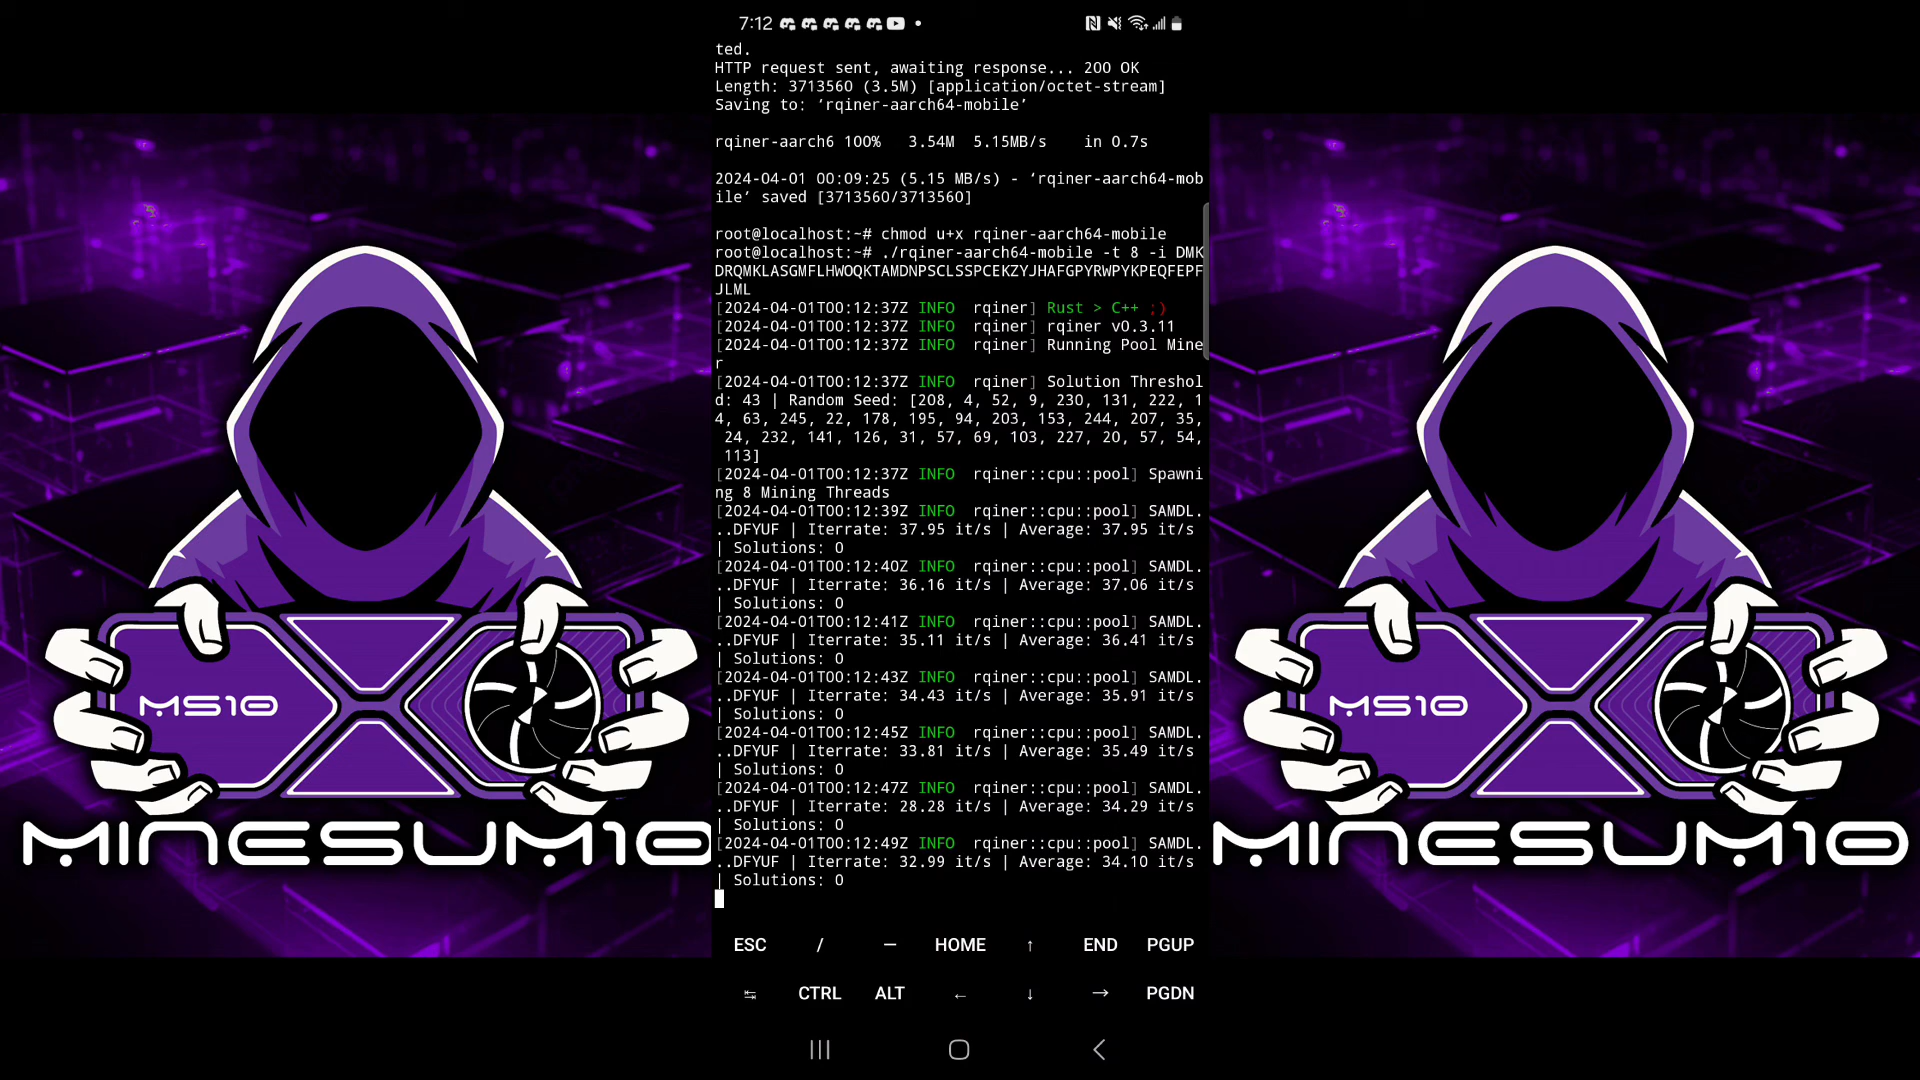 7:12
ted.
HTTP request sent, awaiting response... 200 OK
Length: 3713560 (3.5M) [application/octet-stream]
Saving to: ‘rqiner-aarch64-mobile’
rqiner-aarch6 100%   3.54M  5.15MB/s    in 0.7s
2024-04-01 00:09:25 (5.15 MB/s) - ‘rqiner-aarch64-mob
ile’ saved [3713560/3713560]
root@localhost:~# chmod u+x rqiner-aarch64-mobile
root@localhost:~# ./rqiner-aarch64-mobile -t 8 -i DMK
DRQMKLASGMFLHWOQKTAMDNPSCLSSPCEKZYJHAFGPYRWPYKPEQFEPF
JLML
[2024-04-01T00:12:37Z INFO  rqiner] Rust > C++ ;)
[2024-04-01T00:12:37Z INFO  rqiner] rqiner v0.3.11
[2024-04-01T00:12:37Z INFO  rqiner] Running Pool Mine
r
[2024-04-01T00:12:37Z INFO  rqiner] Solution Threshol
d: 43 | Random Seed: [208, 4, 52, 9, 230, 131, 222, 1
4, 63, 245, 22, 178, 195, 94, 203, 153, 244, 207, 35,
24, 232, 141, 126, 31, 57, 69, 103, 227, 20, 57, 54,
113]
[2024-04-01T00:12:37Z INFO  rqiner::cpu::pool] Spawni
ng 8 Mining Threads
[2024-04-01T00:12:39Z INFO  rqiner::cpu::pool] SAMDL.
..DFYUF | Iterrate: 37.95 it/s | Average: 37.95 it/s
| Solutions: 0
[2024-04-01T00:12:40Z INFO  rqiner::cpu::pool] SAMDL.
..DFYUF | Iterrate: 36.16 it/s | Average: 37.06 it/s
| Solutions: 0
[2024-04-01T00:12:41Z INFO  rqiner::cpu::pool] SAMDL.
..DFYUF | Iterrate: 35.11 it/s | Average: 36.41 it/s
| Solutions: 0
[2024-04-01T00:12:43Z INFO  rqiner::cpu::pool] SAMDL.
..DFYUF | Iterrate: 34.43 it/s | Average: 35.91 it/s
| Solutions: 0
[2024-04-01T00:12:45Z INFO  rqiner::cpu::pool] SAMDL.
..DFYUF | Iterrate: 33.81 it/s | Average: 35.49 it/s
| Solutions: 0
[2024-04-01T00:12:47Z INFO  rqiner::cpu::pool] SAMDL.
..DFYUF | Iterrate: 28.28 it/s | Average: 34.29 it/s
| Solutions: 0
[2024-04-01T00:12:49Z INFO  rqiner::cpu::pool] SAMDL.
..DFYUF | Iterrate: 32.99 it/s | Average: 34.10 it/s
| Solutions: 0
ESC / — HOME ↑ END PGUP
↹ CTRL ALT ← ↓ → PGDN
MS10
MINESUM10
MS10
MINESUM10